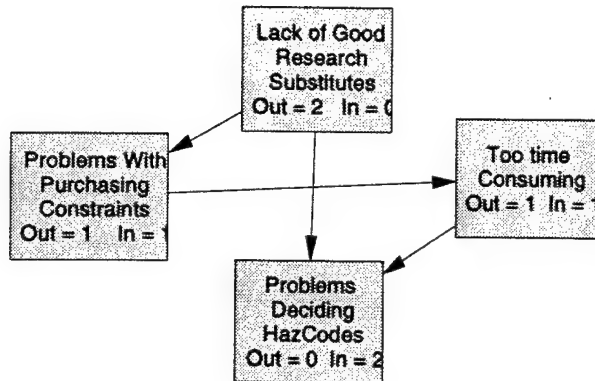 Lack of Good
Research
Substitutes
Out = 2 In = 0
Problems With
Purchasing
Constraints
Out = 1 In = 1
Too time
Consuming
Out = 1 In = 1
Problems
Deciding
HazCodes
Out = 0 In = 2